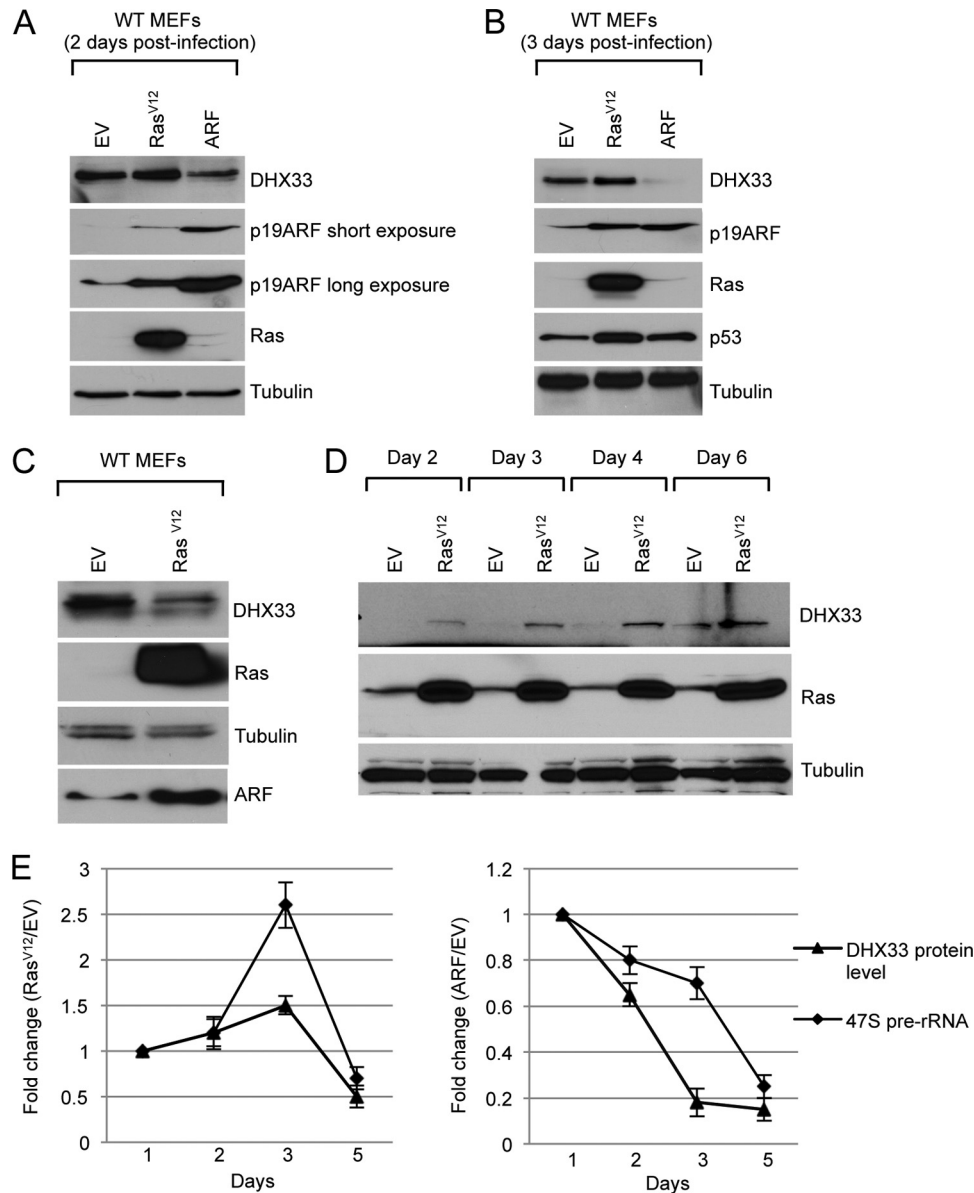 A
WT MEFs
(2 days post-infection)
EV
Ras^V12
ARF
DHX33
p19ARF short exposure
p19ARF long exposure
Ras
Tubulin
B
WT MEFs
(3 days post-infection)
EV
Ras^V12
ARF
DHX33
p19ARF
Ras
p53
Tubulin
C
WT MEFs
EV
Ras^V12
DHX33
Ras
Tubulin
ARF
D
Day 2 Day 3 Day 4 Day 6
EV Ras^V12 EV Ras^V12 EV Ras^V12 EV Ras^V12
DHX33
Ras
Tubulin
E
Fold change (Ras^V12/EV)
3
2.5
2
1.5
1
0.5
0
1 2 3 5
Days
Fold change (ARF/EV)
1.2
1
0.8
0.6
0.4
0.2
0
1 2 3 5
Days
DHX33 protein
level
47S pre-rRNA